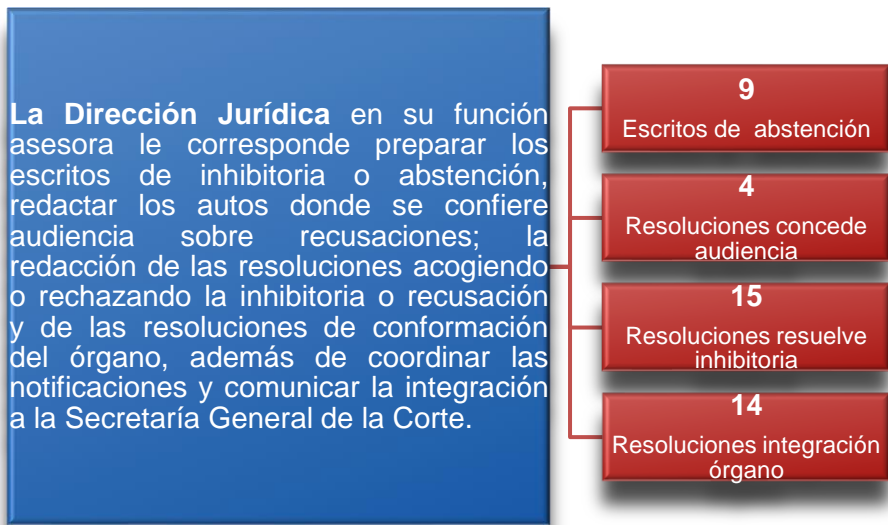 La Dirección Jurídica en su función
asesora le corresponde preparar los
escritos de inhibitoria o abstención,
redactar los autos donde se confiere
audiencia sobre recusaciones; la
redacción de las resoluciones acogiendo
o rechazando la inhibitoria o recusación
y de las resoluciones de conformación
del órgano, además de coordinar las
notificaciones y comunicar la integración
a la Secretaría General de la Corte.
9
Escritos de abstención
4
Resoluciones concede
audiencia
15
Resoluciones resuelve
inhibitoria
14
Resoluciones integración
órgano